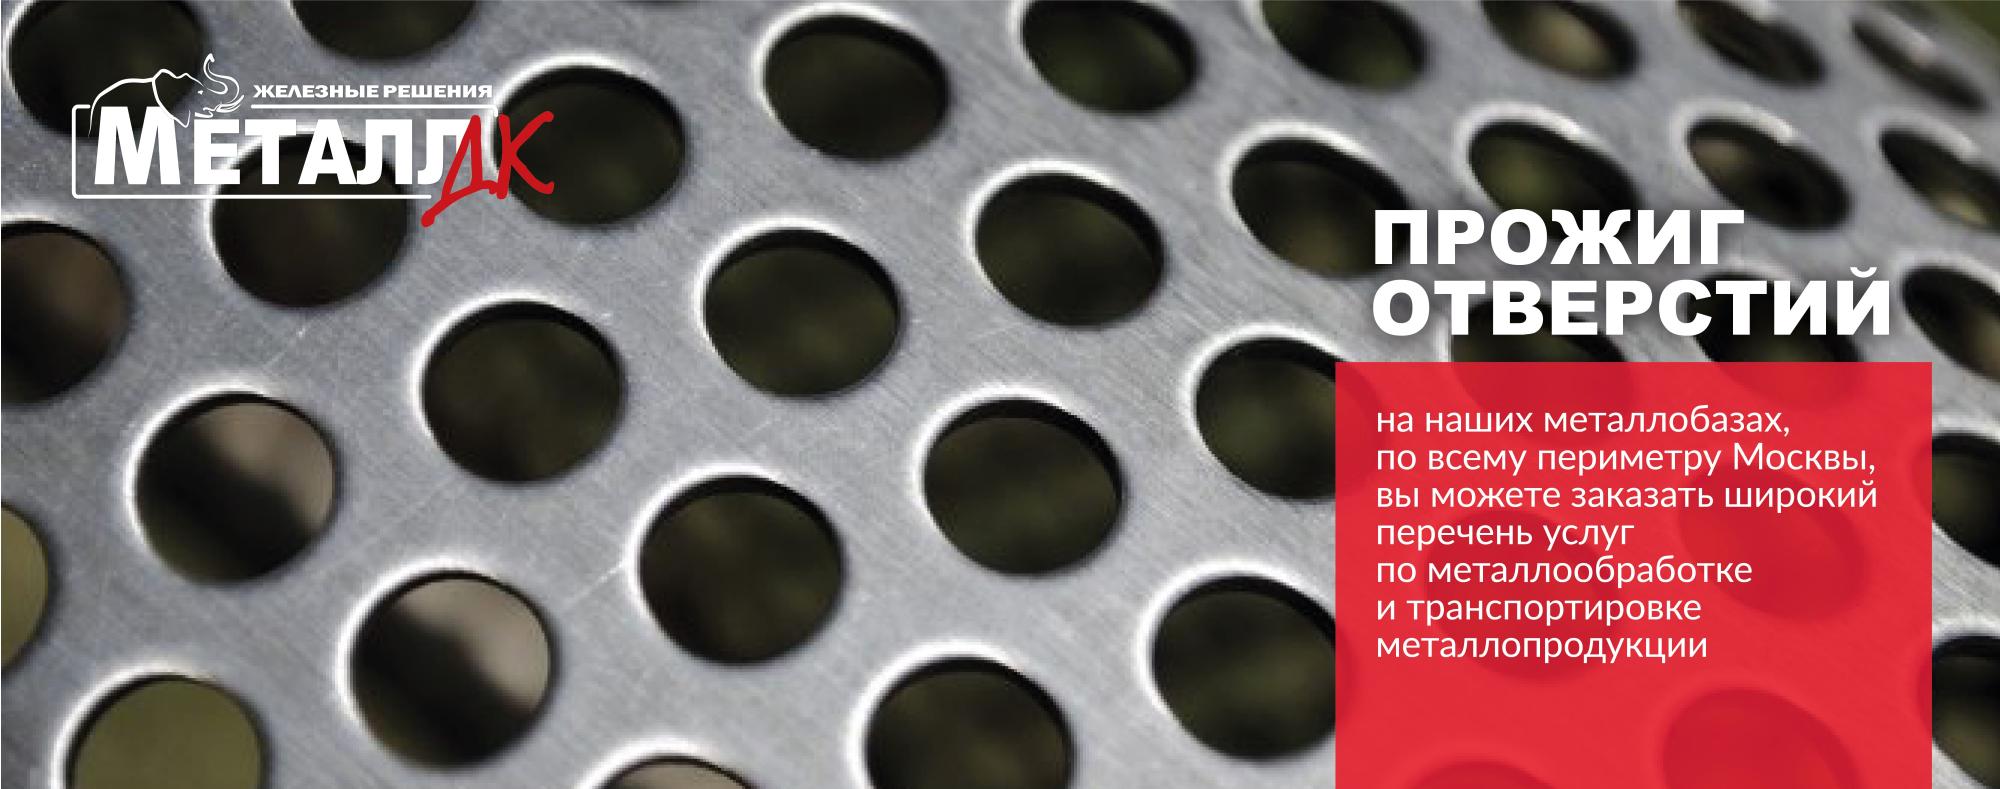 ЖЕЛЕЗНЫЕ РЕШЕНИЯ
МЕТАЛЛДК
ПРОЖИГ
ОТВЕРСТИЙ
на наших металлобазах,
по всему периметру Москвы,
вы можете заказать широкий
перечень услуг
по металлообработке
и транспортировке
металлопродукции